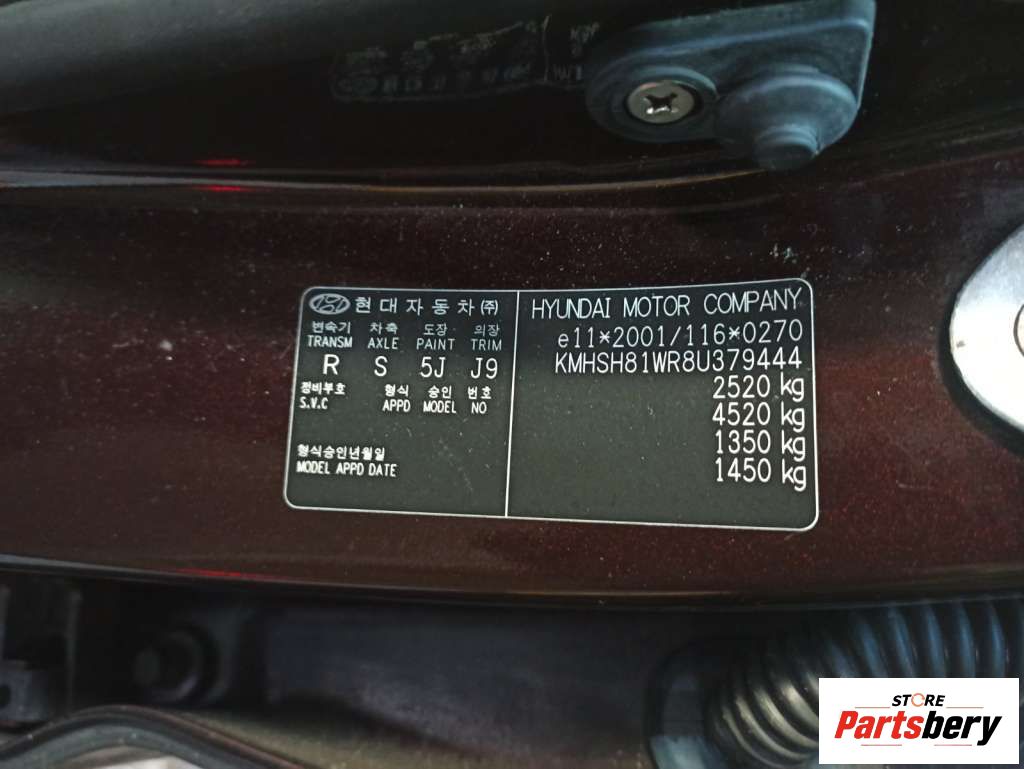 현대자동차㈜
변속기 차축 도장 의장
TRANSM AXLE PAINT TRIM
R S 5J J9
정비부호 형식 승인 번호
S.V.C APPD MODEL NO
형식승인년월일
MODEL APPD DATE
HYUNDAI MOTOR COMPANY
e11*2001/116*0270
KMHSH81WR8U379444
2520 kg
4520 kg
1350 kg
1450 kg
STORE
Partsbery